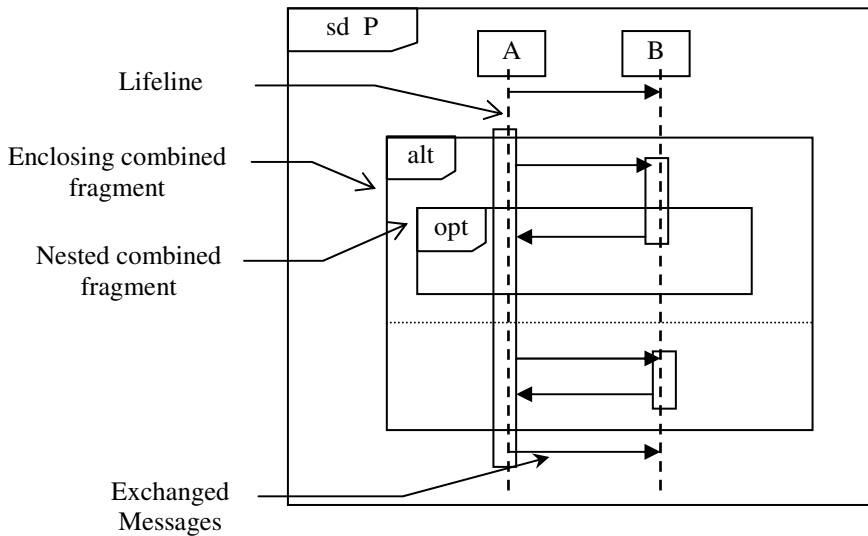 sd P
A
B
Lifeline
Enclosing combined
fragment
alt
opt
Nested combined
fragment
Exchanged
Messages